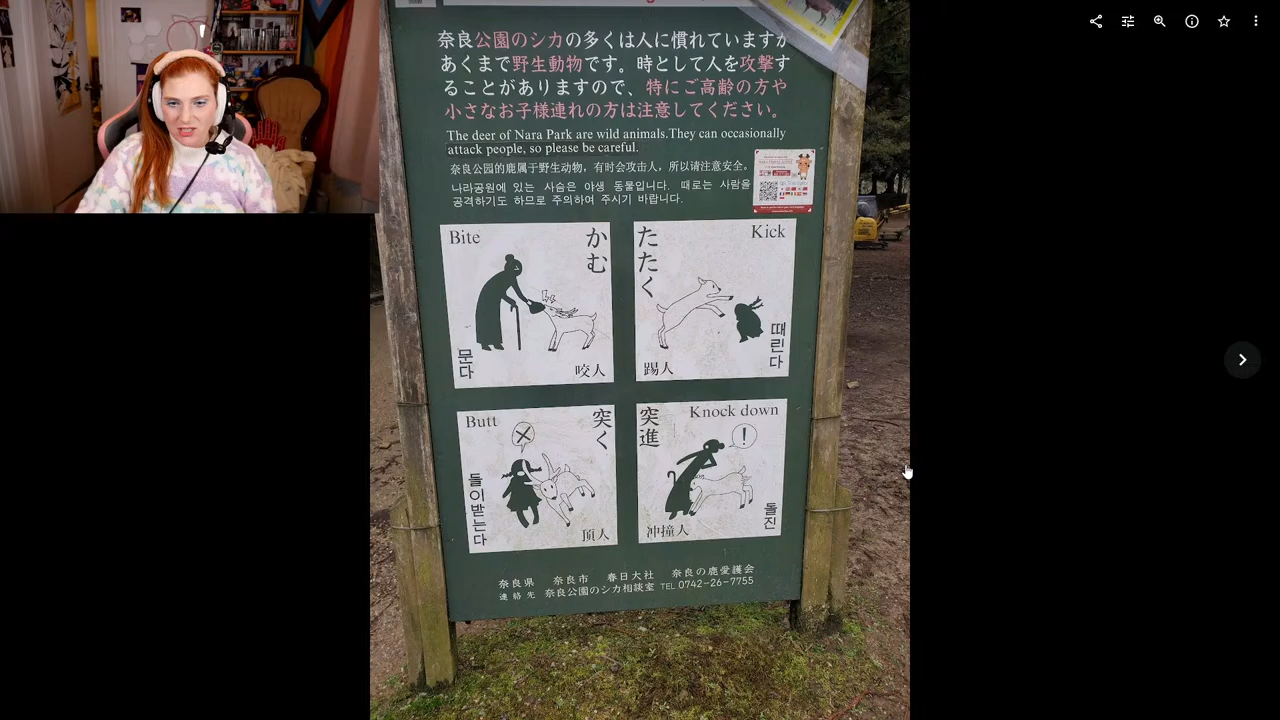 奈良公園のシカの多くは人に慣れていますが
あくまで野生動物です。時として人を攻撃す
ることがありますので、特にご高齢の方や
小さなお子様連れの方は注意してください。
The deer of Nara Park are wild animals.They can occasionally
attack people, so please be careful.
奈良公园的鹿属于野生动物，有时会攻击人，所以请注意安全。
나라공원에 있는 사슴은 야생 동물입니다. 때로는 사람을
공격하기도 하므로 주의하여 주시기 바랍니다.
Bite
かむ
문다
咬人
たたく
Kick
踢人
때린다
Butt
突く
들이받는다
顶人
突進
Knock down
!
冲撞人
돌진
奈良県 奈良市 春日大社 奈良の鹿愛護会
連絡先 奈良公園のシカ相談室 TEL 0742-26-7755